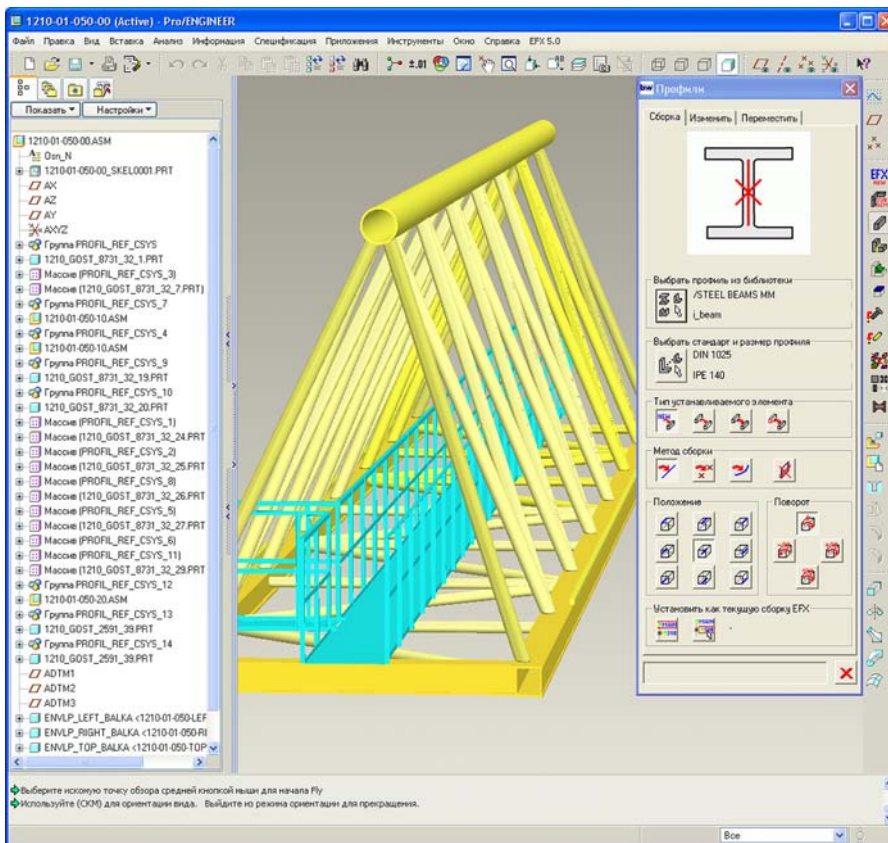 1210-01-050-00 (Active) - Pro/ENGINEER
Файл Правка Вид Вставка Анализ Информация Спецификация Приложения Инструменты Окно Справка EFX 5.0
±.01
Показать
Настройки
1210-01-050-00.ASM
Osn_N
1210-01-050-00_SKEL0001.PRT
AX
AZ
AY
AXYZ
Группа PROFIL_REF_CSYS
1210_GOST_8731_32_1.PRT
Массив (PROFIL_REF_CSYS_3)
Массив (1210_GOST_8731_32_7.PRT)
Группа PROFIL_REF_CSYS_7
1210-01-050-10.ASM
Группа PROFIL_REF_CSYS_4
1210-01-050-10.ASM
Группа PROFIL_REF_CSYS_9
1210_GOST_8731_32_19.PRT
Группа PROFIL_REF_CSYS_10
1210_GOST_8731_32_20.PRT
Массив (PROFIL_REF_CSYS_1)
Массив (1210_GOST_8731_32_24.PRT
Массив (PROFIL_REF_CSYS_2)
Массив (1210_GOST_8731_32_25.PRT
Массив (PROFIL_REF_CSYS_8)
Массив (1210_GOST_8731_32_26.PRT
Массив (PROFIL_REF_CSYS_5)
Массив (1210_GOST_8731_32_27.PRT
Массив (PROFIL_REF_CSYS_6)
Массив (PROFIL_REF_CSYS_11)
Массив (1210_GOST_8731_32_29.PRT
Группа PROFIL_REF_CSYS_12
1210-01-050-20.ASM
Группа PROFIL_REF_CSYS_13
1210_GOST_2591_39.PRT
Группа PROFIL_REF_CSYS_14
1210_GOST_2591_39.PRT
ADTM1
ADTM2
ADTM3
ENVLP_LEFT_BALKA <1210-01-050-LEF
ENVLP_RIGHT_BALKA <1210-01-050-RI
ENVLP_TOP_BALKA <1210-01-050-TOP
Профили
Сборка Изменить Переместить
Выбрать профиль из библиотеки
/STEEL BEAMS MM
i_beam
Выбрать стандарт и размер профиля
DIN 1025
IPE 140
Тип устанавливаемого элемента
NEW
Метод сборки
Положение
Поворот
Установить как текущую сборку EFX
EFX
NEW
Выберите искомую точку обзора средней кнопкой мыши для начала Fly
Используйте (СКМ) для ориентации вида. Выйдите из режима ориентации для прекращения.
Все